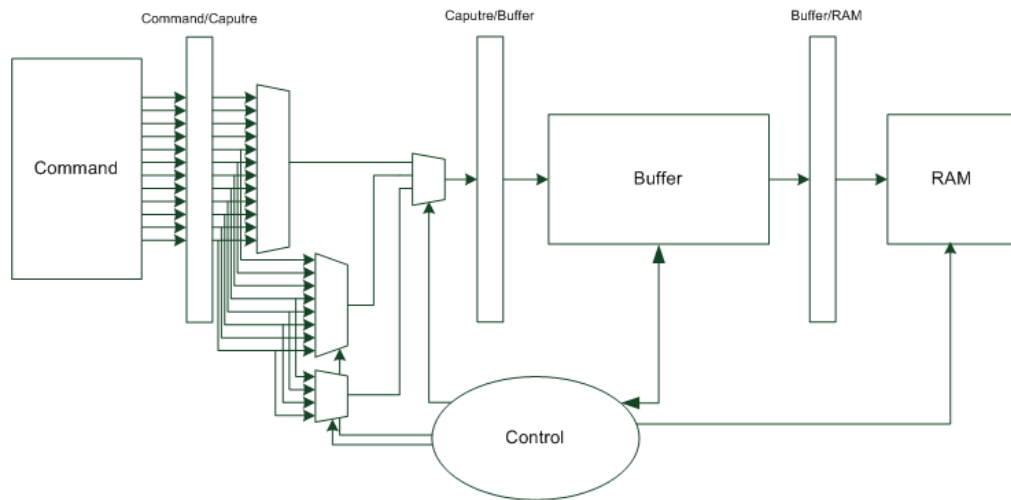 Command/Caputre
Caputre/Buffer
Buffer/RAM
Command
Buffer
RAM
Control